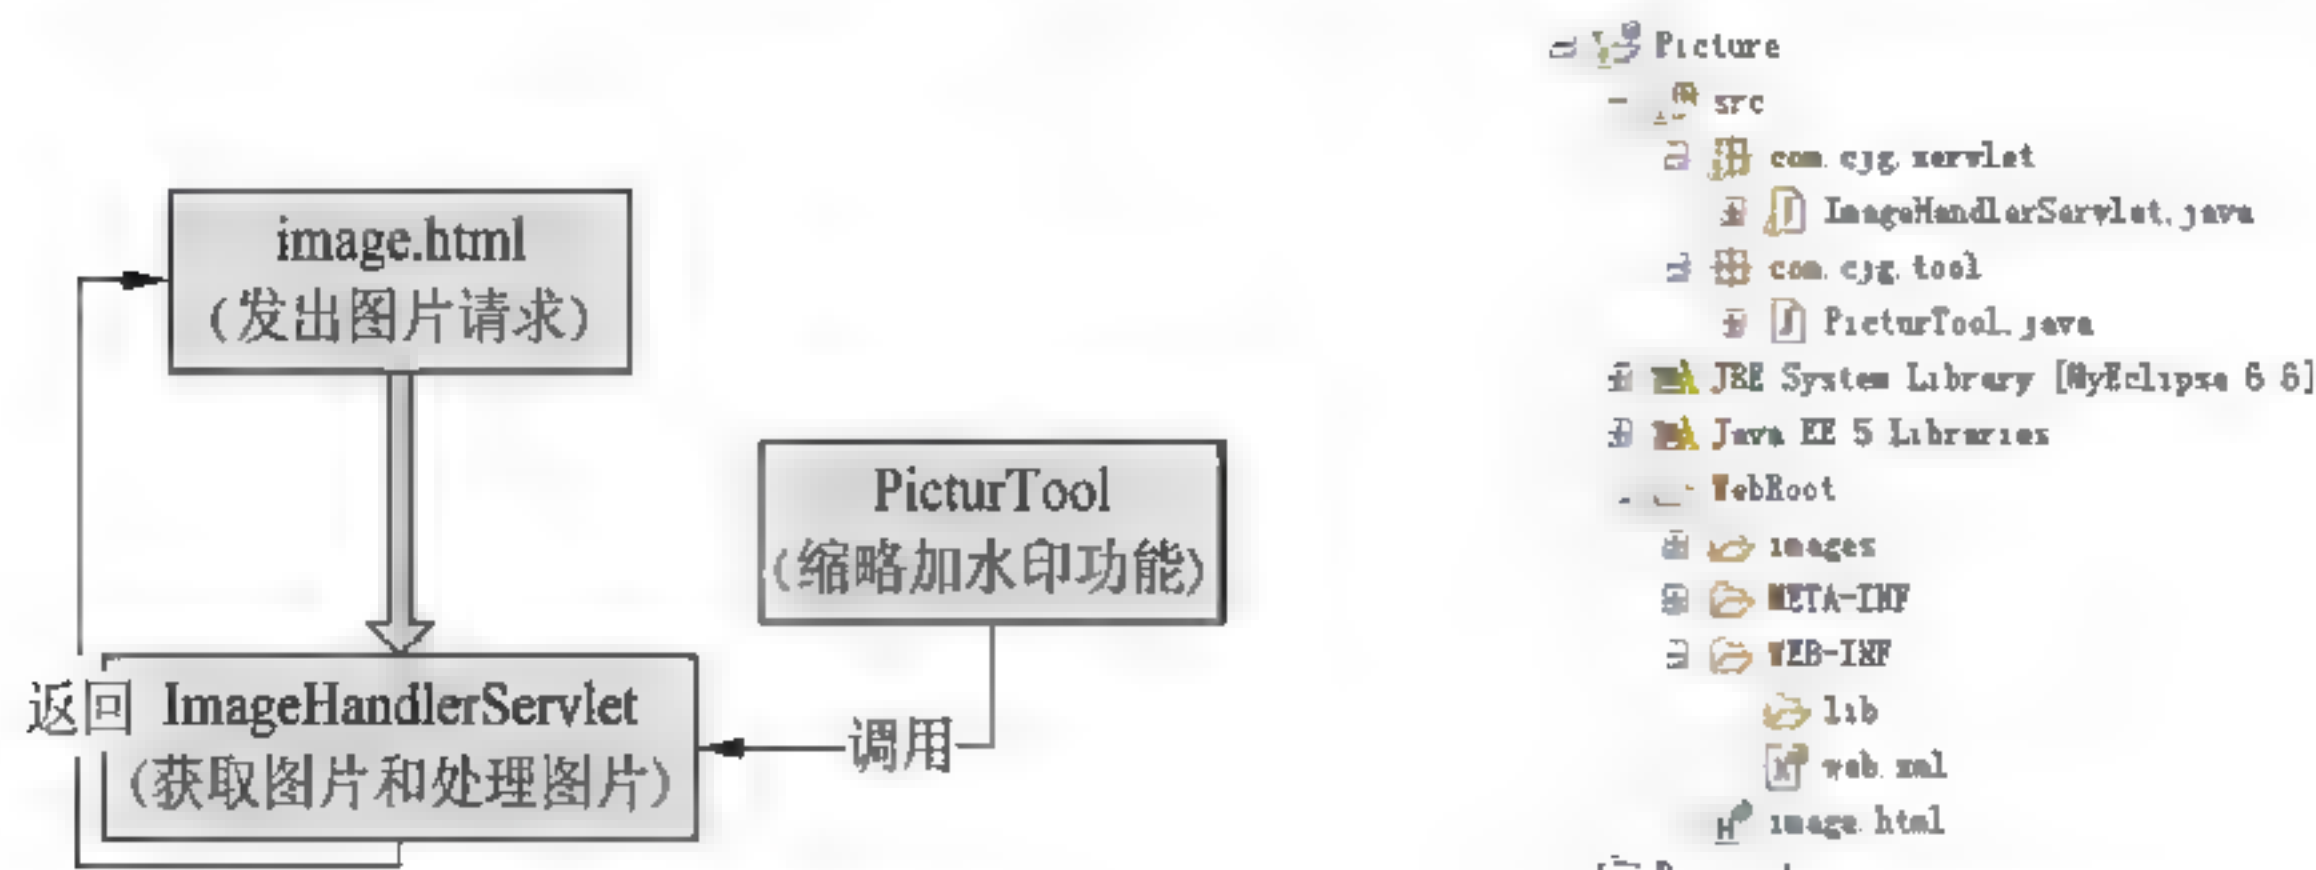 image.html
(发出图片请求)
PicturTool
(缩略加水印功能)
返回
ImageHandlerServlet
(获取图片和处理图片)
调用
Picture
src
com.cjg.servlet
ImageHandlerServlet.java
com.cjg.tool
PicturTool.java
JRE System Library [MyEclipse 6.6]
Java EE 5 Libraries
WebRoot
images
META-INF
WEB-INF
lib
web.xml
image.html